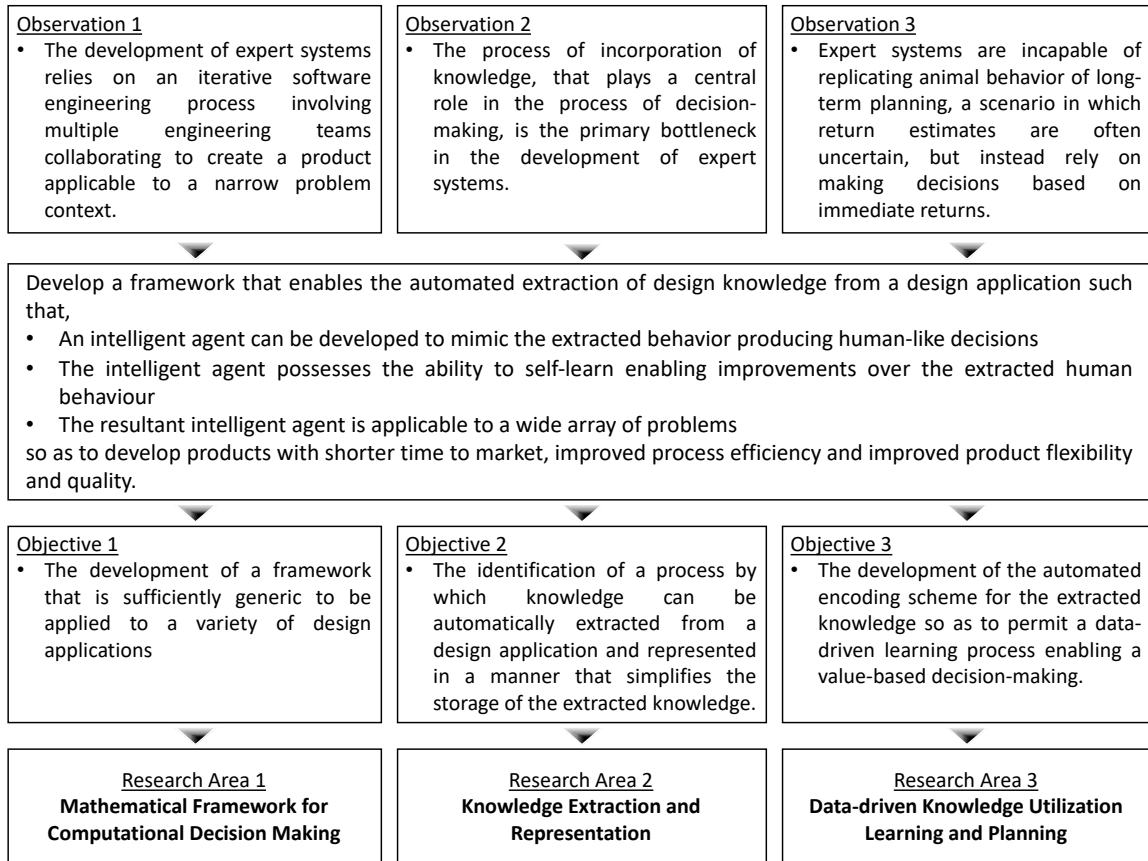 Observation 1
• The development of expert systems
relies on an iterative software
engineering process involving
multiple engineering teams
collaborating to create a product
applicable to a narrow problem
context.
Observation 2
• The process of incorporation of
knowledge, that plays a central
role in the process of decision-
making, is the primary bottleneck
in the development of expert
systems.
Observation 3
• Expert systems are incapable of
replicating animal behavior of long-
term planning, a scenario in which
return estimates are often
uncertain, but instead rely on
making decisions based on
immediate returns.
Develop a framework that enables the automated extraction of design knowledge from a design application such
that,
• An intelligent agent can be developed to mimic the extracted behavior producing human-like decisions
• The intelligent agent possesses the ability to self-learn enabling improvements over the extracted human
behaviour
• The resultant intelligent agent is applicable to a wide array of problems
so as to develop products with shorter time to market, improved process efficiency and improved product flexibility
and quality.
Objective 1
• The development of a framework
that is sufficiently generic to be
applied to a variety of design
applications
Objective 2
• The identification of a process by
which knowledge can be
automatically extracted from a
design application and represented
in a manner that simplifies the
storage of the extracted knowledge.
Objective 3
• The development of the automated
encoding scheme for the extracted
knowledge so as to permit a data-
driven learning process enabling a
value-based decision-making.
Research Area 1
Mathematical Framework for
Computational Decision Making
Research Area 2
Knowledge Extraction and
Representation
Research Area 3
Data-driven Knowledge Utilization
Learning and Planning